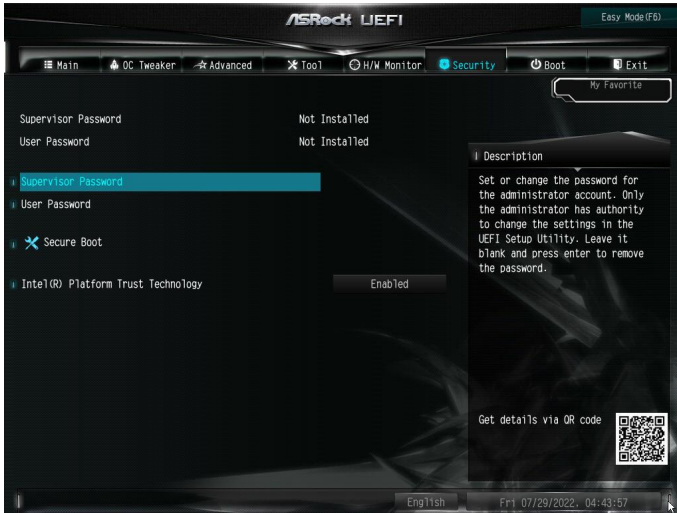 ASRock UEFI
Easy Mode(F6)
Main OC Tweaker Advanced Tool H/W Monitor Security Boot Exit
My Favorite
Supervisor Password Not Installed
User Password Not Installed
Supervisor Password
User Password
Secure Boot
Intel(R) Platform Trust Technology Enabled
Description
Set or change the password for
the administrator account. Only
the administrator has authority
to change the settings in the
UEFI Setup Utility. Leave it
blank and press enter to remove
the password.
Get details via QR code
English Fri 07/29/2022. 04:43:57